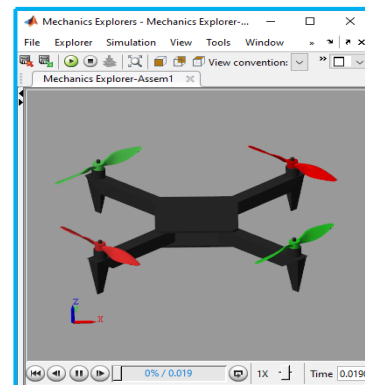 Mechanics Explorers - Mechanics Explorer-...
File Explorer Simulation View Tools Window »
View convention: »
Mechanics Explorer-Assem1
Z
X
0% / 0.019 1X Time 0.0190